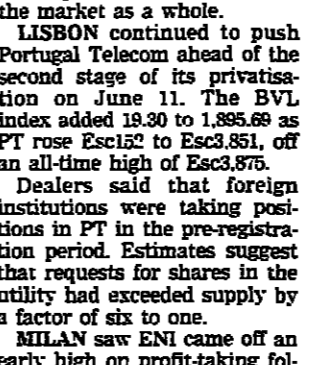 the market as a whole.
LISBON continued to push
Portugal Telecom ahead of the
second stage of its privatisa-
tion on June 11. The BVL
index added 19.30 to 1,895.69 as
PT rose Esc152 to Esc3,851, off
an all-time high of Esc3,875.
Dealers said that foreign
institutions were taking posi-
tions in PT in the pre-registra-
tion period. Estimates suggest
that requests for shares in the
utility had exceeded supply by
a factor of six to one.
MILAN saw ENI came off an
early high on profit-taking fol-